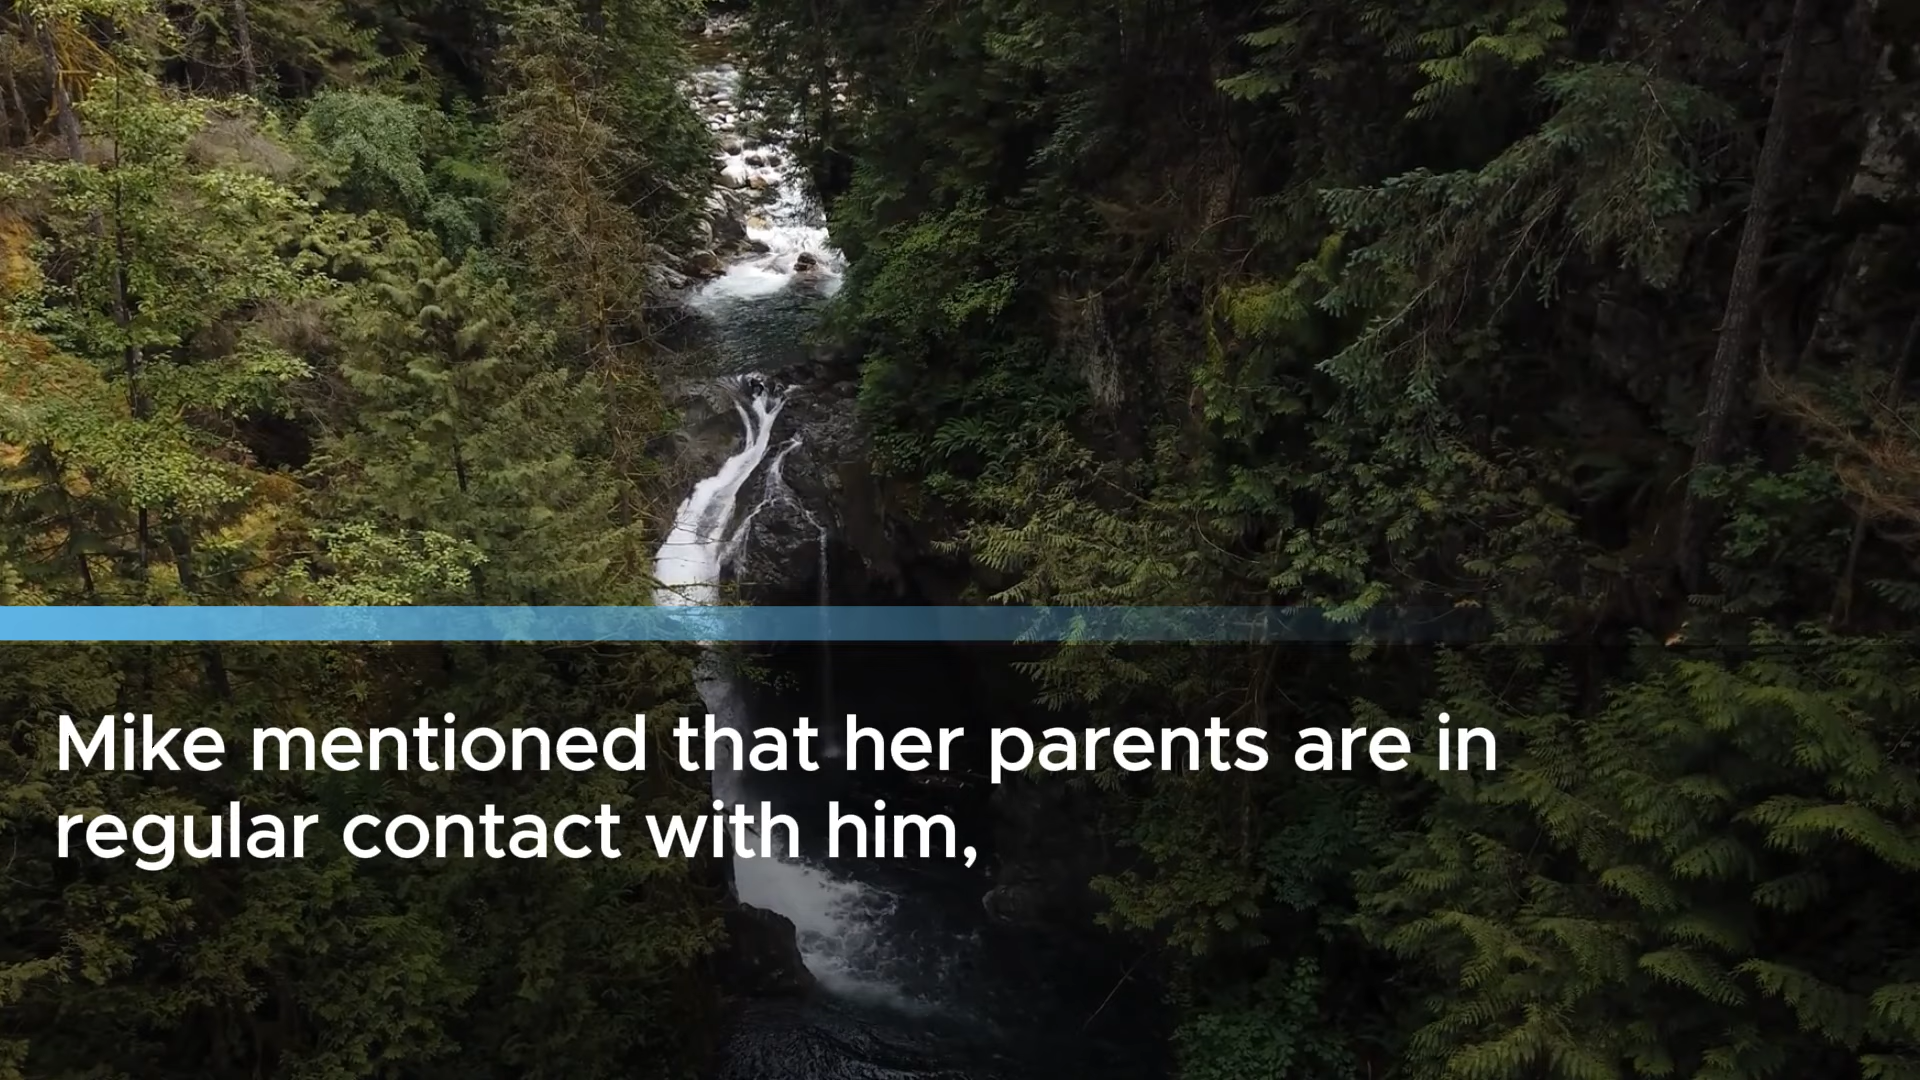 Mike mentioned that her parents are in
regular contact with him,